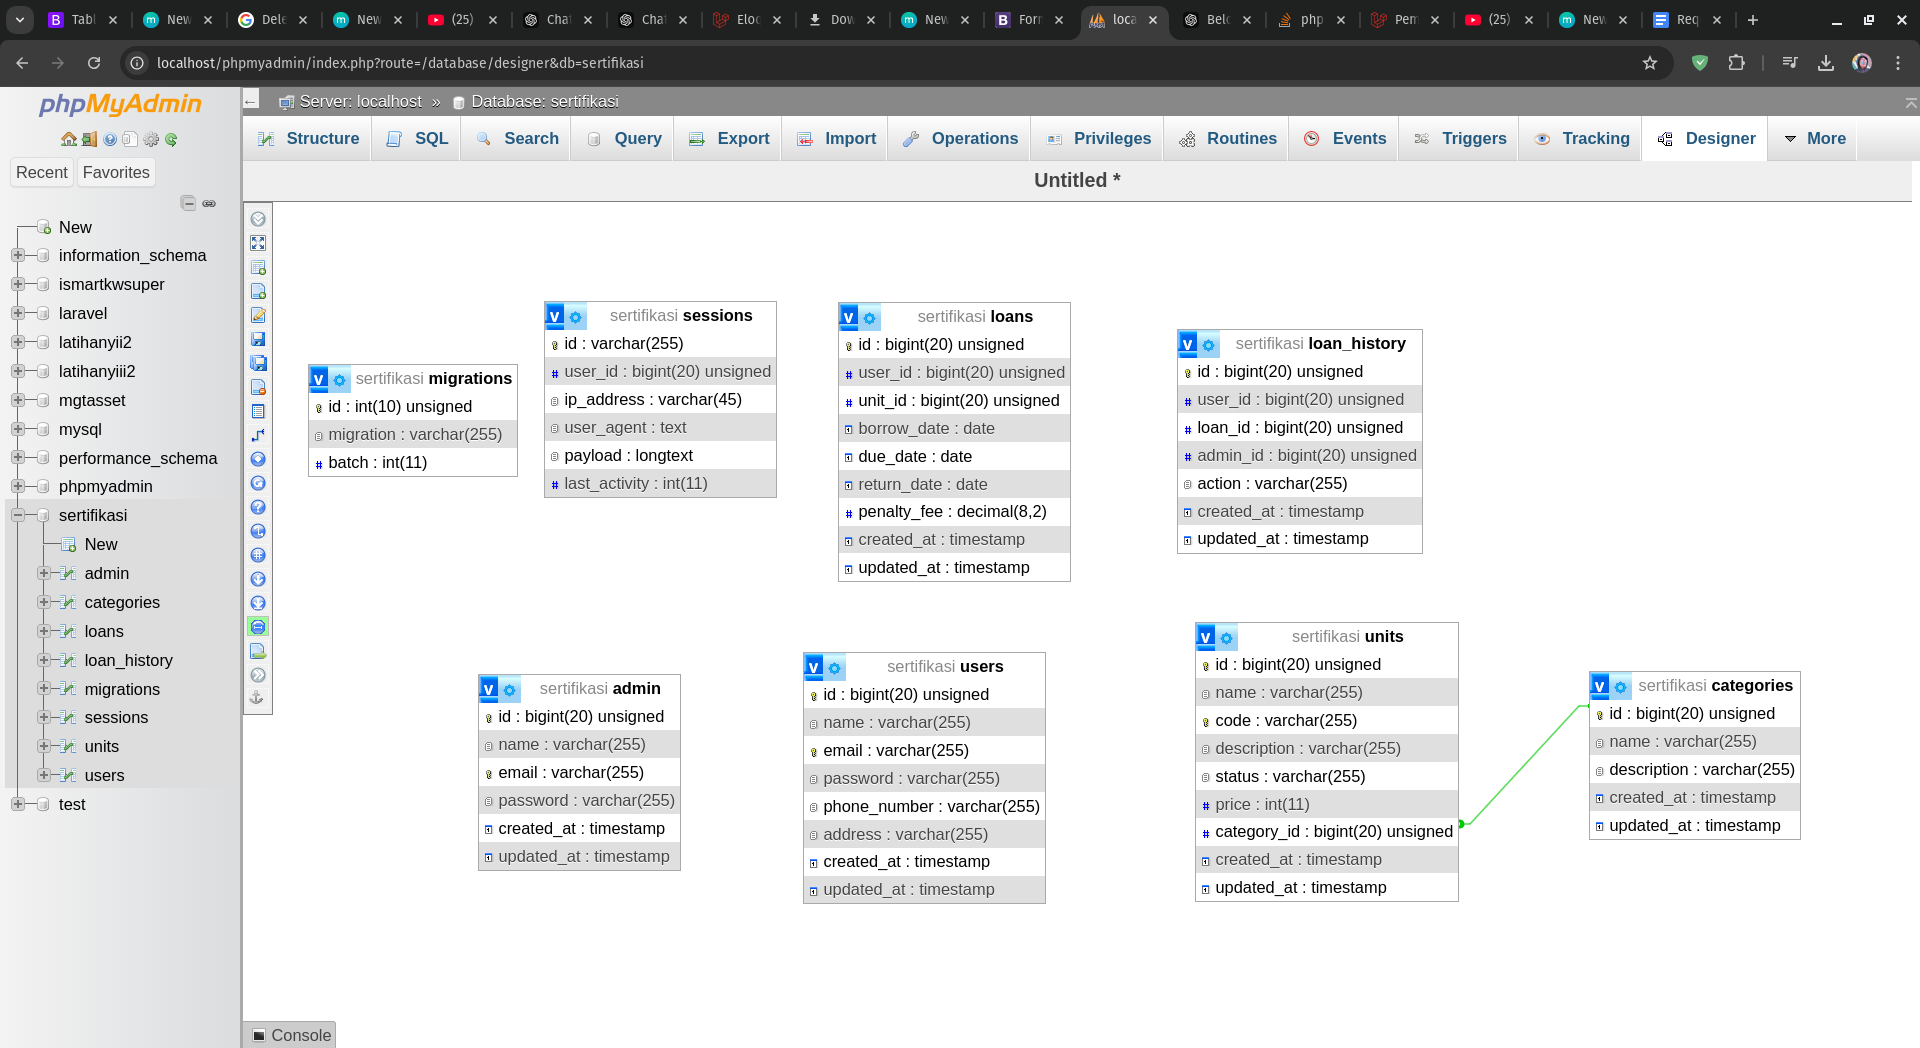 Tabl
New
Dele
New
(25)
Chat
Chat
Eloc
Dow
New
Forr
loca
Belo
php
Pem
(25)
New
Req
localhost/phpmyadmin/index.php?route=/database/designer&db=sertifikasi
phpMyAdmin
Recent
Favorites
New
information_schema
ismartkwsuper
laravel
latihanyii2
latihanyiii2
mgtasset
mysql
performance_schema
phpmyadmin
sertifikasi
New
admin
categories
loans
loan_history
migrations
sessions
units
users
test
Server: localhost » Database: sertifikasi
Structure
SQL
Search
Query
Export
Import
Operations
Privileges
Routines
Events
Triggers
Tracking
Designer
More
Untitled *
sertifikasi migrations
id : int(10) unsigned
migration : varchar(255)
batch : int(11)
sertifikasi sessions
id : varchar(255)
user_id : bigint(20) unsigned
ip_address : varchar(45)
user_agent : text
payload : longtext
last_activity : int(11)
sertifikasi loans
id : bigint(20) unsigned
user_id : bigint(20) unsigned
unit_id : bigint(20) unsigned
borrow_date : date
due_date : date
return_date : date
penalty_fee : decimal(8,2)
created_at : timestamp
updated_at : timestamp
sertifikasi loan_history
id : bigint(20) unsigned
user_id : bigint(20) unsigned
loan_id : bigint(20) unsigned
admin_id : bigint(20) unsigned
action : varchar(255)
created_at : timestamp
updated_at : timestamp
sertifikasi admin
id : bigint(20) unsigned
name : varchar(255)
email : varchar(255)
password : varchar(255)
created_at : timestamp
updated_at : timestamp
sertifikasi users
id : bigint(20) unsigned
name : varchar(255)
email : varchar(255)
password : varchar(255)
phone_number : varchar(255)
address : varchar(255)
created_at : timestamp
updated_at : timestamp
sertifikasi units
id : bigint(20) unsigned
name : varchar(255)
code : varchar(255)
description : varchar(255)
status : varchar(255)
price : int(11)
category_id : bigint(20) unsigned
created_at : timestamp
updated_at : timestamp
sertifikasi categories
id : bigint(20) unsigned
name : varchar(255)
description : varchar(255)
created_at : timestamp
updated_at : timestamp
Console